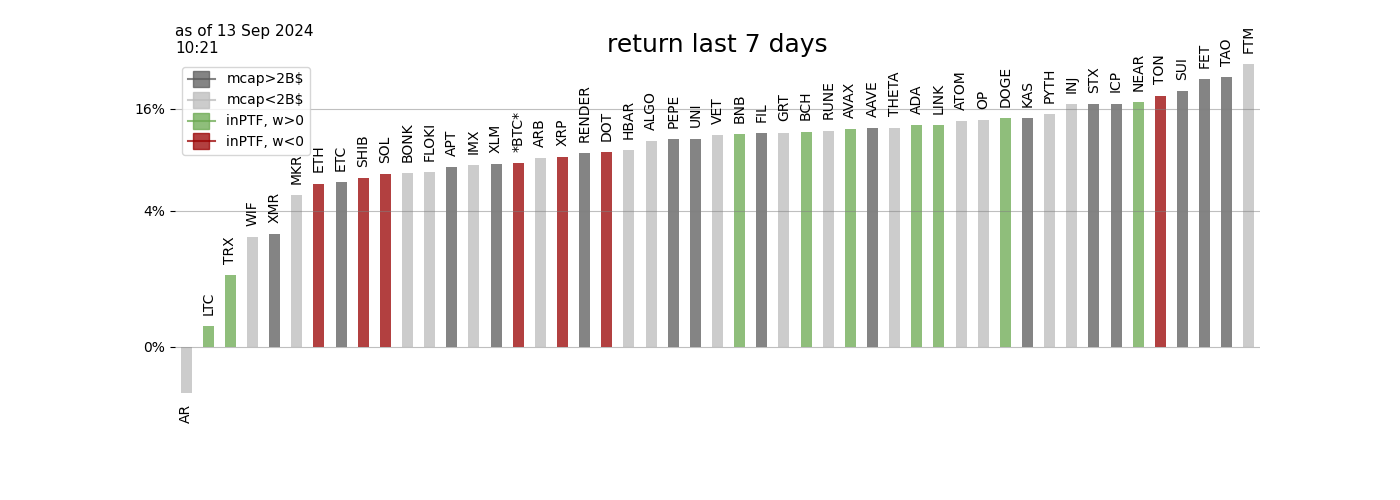 as of 13 Sep 2024
10:21
return last 7 days
mcap>2B$
mcap<2B$
inPTF, w>0
inPTF, w<0
16%
4%
0%
AR
LTC
TRX
WIF
XMR
MKR
ETH
ETC
SHIB
SOL
BONK
FLOKI
APT
IMX
XLM
*BTC*
ARB
XRP
RENDER
DOT
HBAR
ALGO
PEPE
UNI
VET
BNB
FIL
GRT
BCH
RUNE
AVAX
AAVE
THETA
ADA
LINK
ATOM
OP
DOGE
KAS
PYTH
INJ
STX
ICP
NEAR
TON
SUI
FET
TAO
FTM